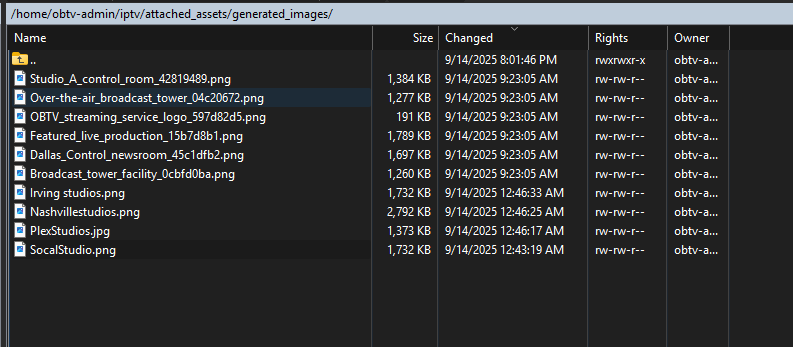 /home/obtv-admin/iptv/attached_assets/generated_images/
Name Size Changed Rights Owner
.. 9/14/2025 8:01:46 PM rwxrwxr-x obtv-a...
Studio_A_control_room_42819489.png 1,384 KB 9/14/2025 9:23:05 AM rw-rw-r-- obtv-a...
Over-the-air_broadcast_tower_04c20672.png 1,277 KB 9/14/2025 9:23:05 AM rw-rw-r-- obtv-a...
OBTV_streaming_service_logo_597d82d5.png 191 KB 9/14/2025 9:23:05 AM rw-rw-r-- obtv-a...
Featured_live_production_15b7d8b1.png 1,789 KB 9/14/2025 9:23:05 AM rw-rw-r-- obtv-a...
Dallas_Control_newsroom_45c1dfb2.png 1,697 KB 9/14/2025 9:23:05 AM rw-rw-r-- obtv-a...
Broadcast_tower_facility_0cbfd0ba.png 1,260 KB 9/14/2025 9:23:05 AM rw-rw-r-- obtv-a...
Irving studios.png 1,732 KB 9/14/2025 12:46:33 AM rw-rw-r-- obtv-a...
Nashvillestudios.png 2,792 KB 9/14/2025 12:46:25 AM rw-rw-r-- obtv-a...
PlexStudios.jpg 1,373 KB 9/14/2025 12:46:17 AM rw-rw-r-- obtv-a...
SocalStudio.png 1,732 KB 9/14/2025 12:43:19 AM rw-rw-r-- obtv-a...